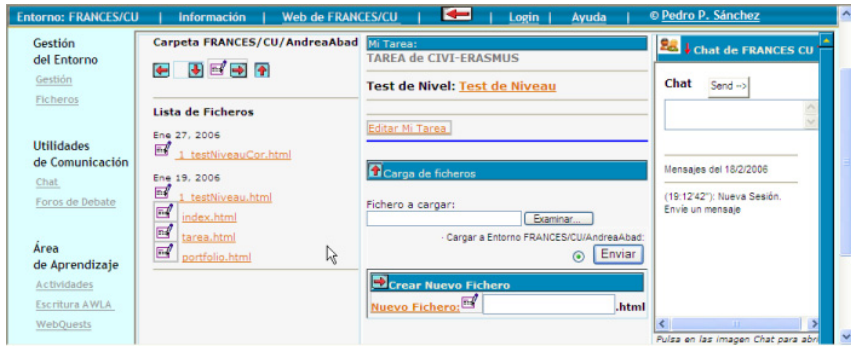 Entorno: FRANCES/CU | Información | Web de FRANCES/CU | | Login | Ayuda | © Pedro P. Sánchez
Gestión
del Entorno
Gestión
Ficheros
Utilidades
de Comunicación
Chat
Foros de Debate
Área
de Aprendizaje
Actividades
Escritura AWLA
WebQuests
Carpeta FRANCES/CU/AndreaAbad
Lista de Ficheros
Ene 27, 2006
1_testNiveauCor.html
Ene 19, 2006
1_testNiveau.html
index.html
tarea.html
portfolio.html
Mi Tarea:
TAREA de CIVI-ERASMUS
Test de Nivel: Test de Niveau
Editar Mi Tarea
Carga de ficheros
Fichero a cargar:
Examinar...
· Cargar a Entorno FRANCES/CU/AndreaAbad:
Enviar
Crear Nuevo Fichero
Nuevo Fichero: .html
Chat de FRANCES CU
Chat Send -->
Mensajes del 18/2/2006
(19:12'42"): Nueva Sesión.
Envíe un mensaje
Pulsa en las imagen Chat para abri